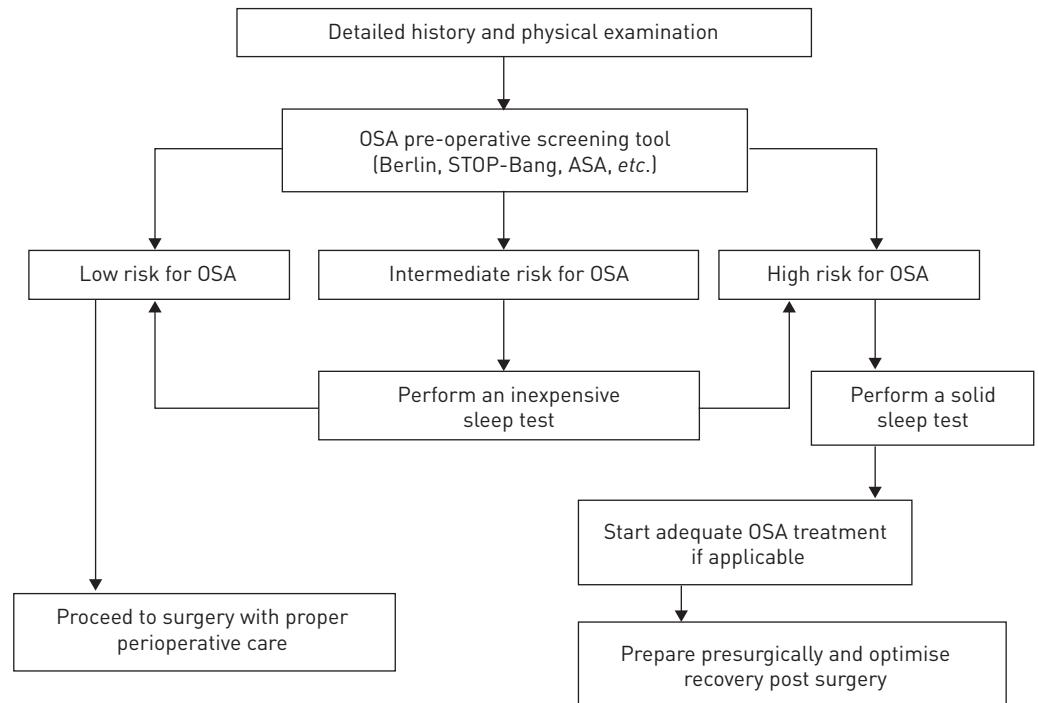 Detailed history and physical examination
OSA pre-operative screening tool
(Berlin, STOP-Bang, ASA, etc.)
Low risk for OSA
Intermediate risk for OSA
High risk for OSA
Perform an inexpensive
sleep test
Perform a solid
sleep test
Start adequate OSA treatment
if applicable
Proceed to surgery with proper
perioperative care
Prepare presurgically and optimise
recovery post surgery